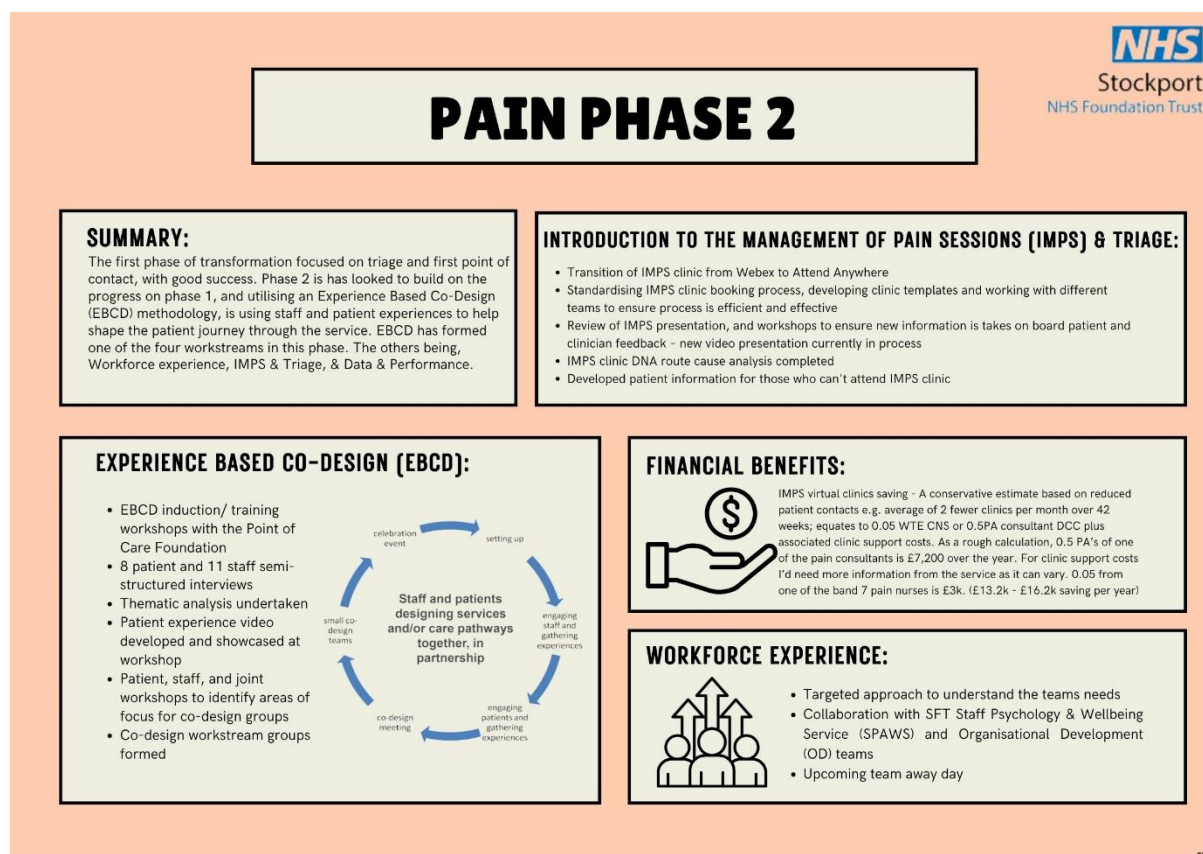 NHS
Stockport
NHS Foundation Trust
PAIN PHASE 2
SUMMARY:
The first phase of transformation focused on triage and first point of
contact, with good success. Phase 2 is has looked to build on the
progress on phase 1, and utilising an Experience Based Co-Design
(EBCD) methodology, is using staff and patient experiences to help
shape the patient journey through the service. EBCD has formed
one of the four workstreams in this phase. The others being,
Workforce experience, IMPS & Triage, & Data & Performance.
INTRODUCTION TO THE MANAGEMENT OF PAIN SESSIONS (IMPS) & TRIAGE:
• Transition of IMPS clinic from Webex to Attend Anywhere
• Standardising IMPS clinic booking process, developing clinic templates and working with different
teams to ensure process is efficient and effective
• Review of IMPS presentation, and workshops to ensure new information is takes on board patient and
clinician feedback - new video presentation currently in process
• IMPS clinic DNA route cause analysis completed
• Developed patient information for those who can't attend IMPS clinic
EXPERIENCE BASED CO-DESIGN (EBCD):
• EBCD induction/ training
workshops with the Point of
Care Foundation
• 8 patient and 11 staff semi-
structured interviews
• Thematic analysis undertaken
• Patient experience video
developed and showcased at
workshop
• Patient, staff, and joint
workshops to identify areas of
focus for co-design groups
• Co-design workstream groups
formed
celebration
event
setting up
engaging
staff and
gathering
experiences
engaging
patients and
gathering
experiences
co-design
meeting
small co-
design
teams
Staff and patients
designing services
and/or care pathways
together, in
partnership
FINANCIAL BENEFITS:
$
IMPS virtual clinics saving - A conservative estimate based on reduced
patient contacts e.g. average of 2 fewer clinics per month over 42
weeks; equates to 0.05 WTE CNS or 0.5PA consultant DCC plus
associated clinic support costs. As a rough calculation, 0.5 PA's of one
of the pain consultants is £7,200 over the year. For clinic support costs
I'd need more information from the service as it can vary. 0.05 from
one of the band 7 pain nurses is £3k. (£13.2k - £16.2k saving per year)
WORKFORCE EXPERIENCE:
• Targeted approach to understand the teams needs
• Collaboration with SFT Staff Psychology & Wellbeing
Service (SPAWS) and Organisational Development
(OD) teams
• Upcoming team away day